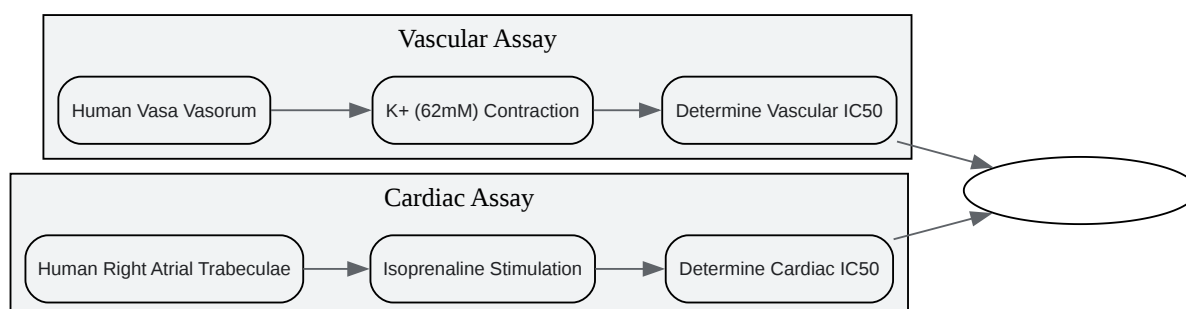 Vascular Assay
Human Vasa Vasorum
K+ (62mM) Contraction
Determine Vascular IC50
Cardiac Assay
Human Right Atrial Trabeculae
Isoprenaline Stimulation
Determine Cardiac IC50